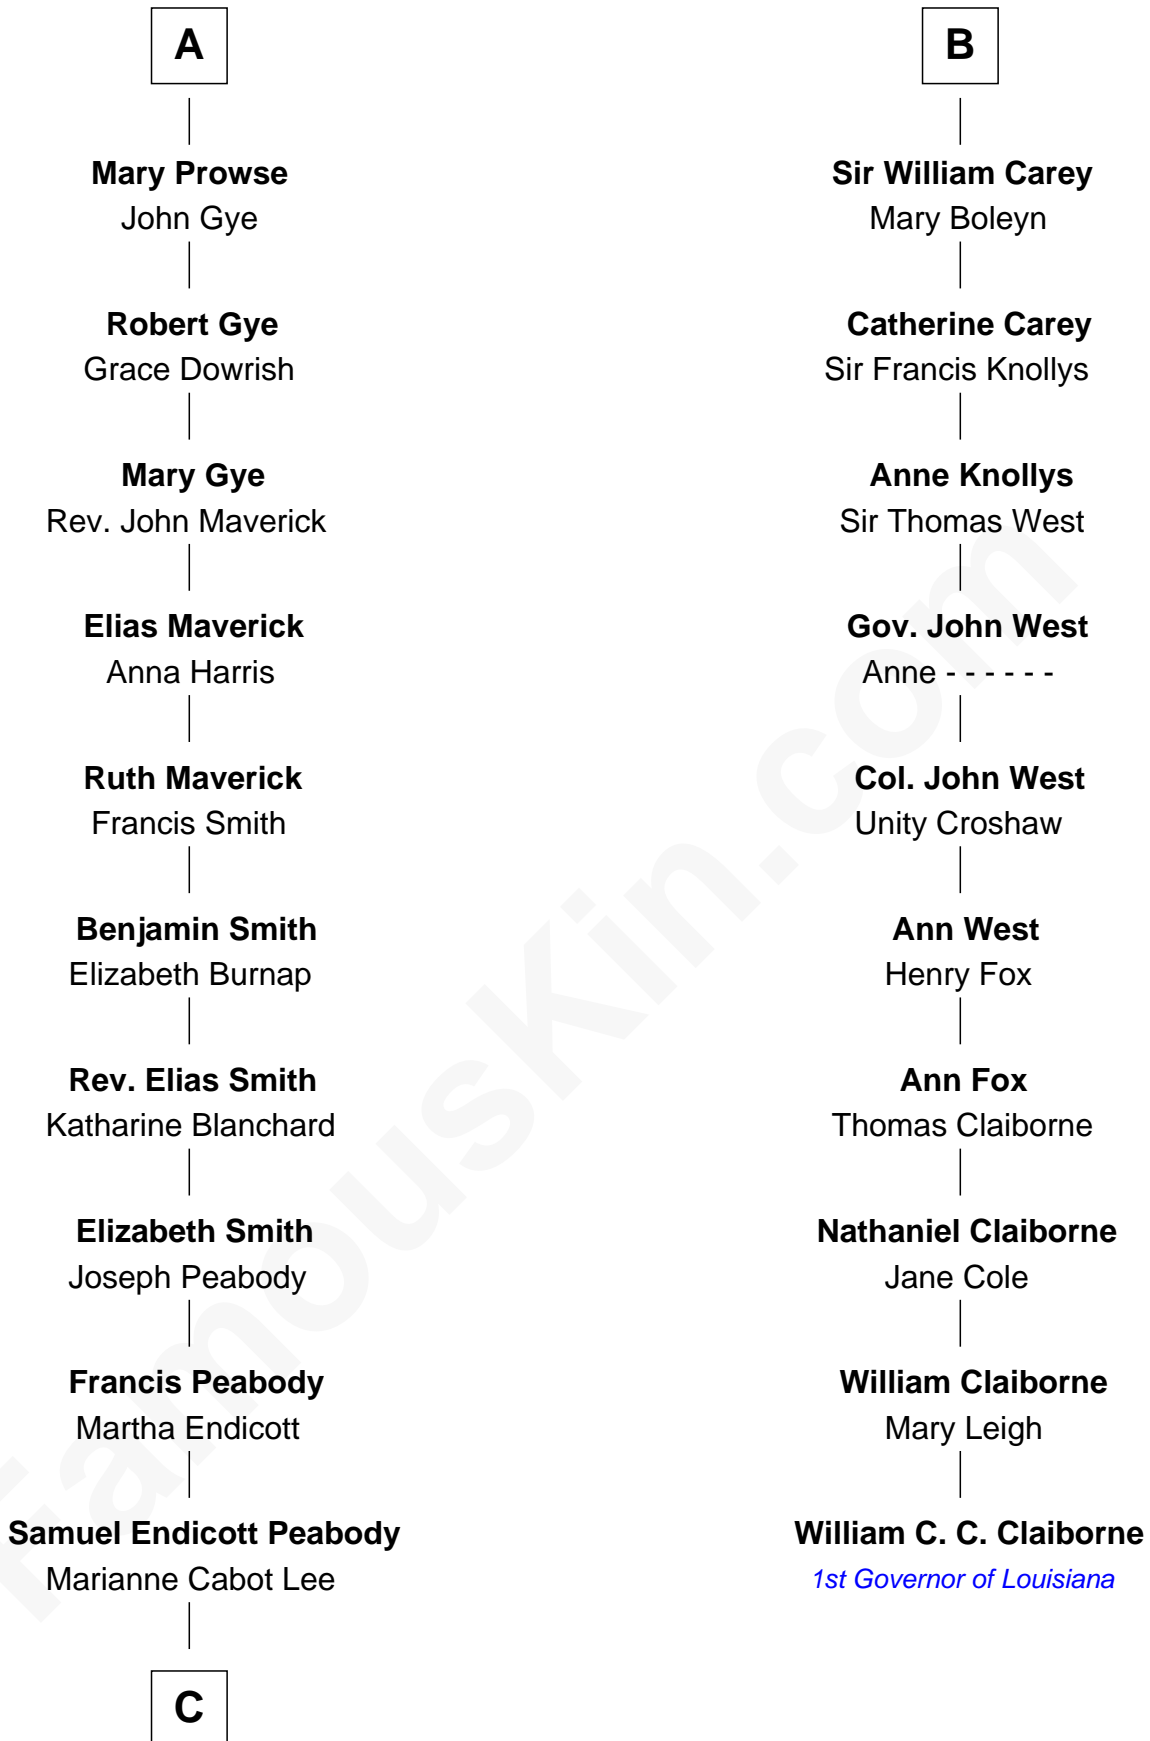 A
Mary Prowse
John Gye
Robert Gye
Grace Dowrish
Mary Gye
Rev. John Maverick
Elias Maverick
Anna Harris
Ruth Maverick
Francis Smith
Benjamin Smith
Elizabeth Burnap
Rev. Elias Smith
Katharine Blanchard
Elizabeth Smith
Joseph Peabody
Francis Peabody
Martha Endicott
Samuel Endicott Peabody
Marianne Cabot Lee
C
B
Sir William Carey
Mary Boleyn
Catherine Carey
Sir Francis Knollys
Anne Knollys
Sir Thomas West
Gov. John West
Anne - - - - - -
Col. John West
Unity Croshaw
Ann West
Henry Fox
Ann Fox
Thomas Claiborne
Nathaniel Claiborne
Jane Cole
William Claiborne
Mary Leigh
William C. C. Claiborne
1st Governor of Louisiana
FamousKin.com